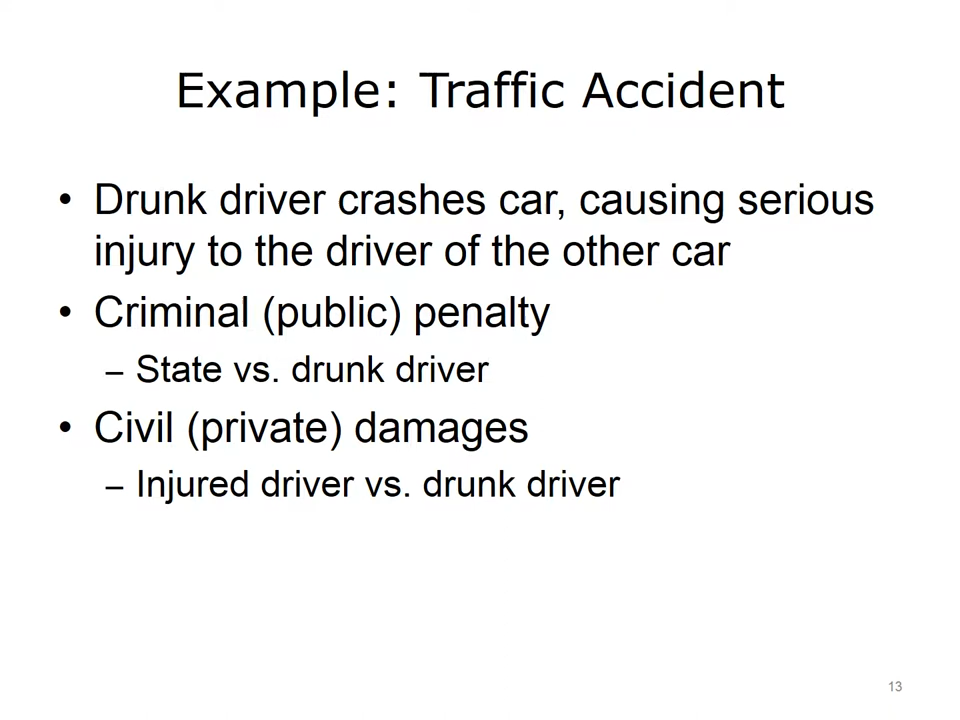 Example: Traffic Accident
• Drunk driver crashes car, causing serious
injury to the driver of the other car
• Criminal (public) penalty
– State vs. drunk driver
• Civil (private) damages
– Injured driver vs. drunk driver
13